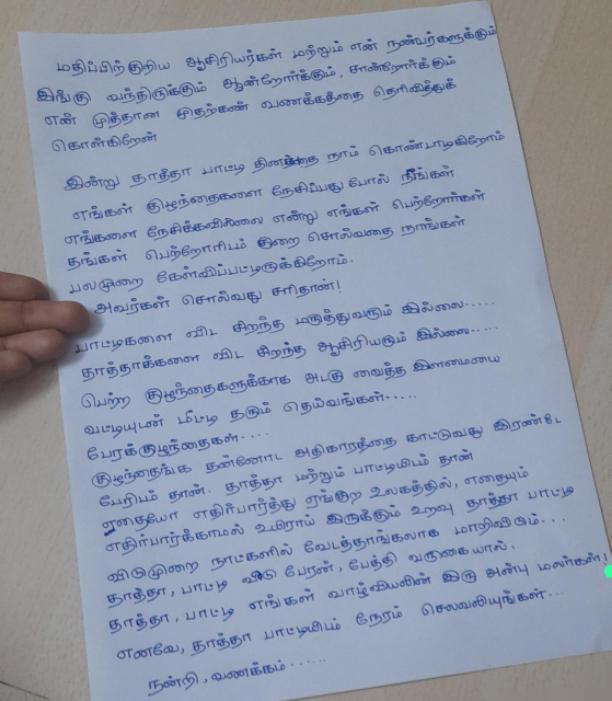 மதிப்பிற்குறிய ஆசிரியர்கள் மற்றும் என் நண்பர்களுக்கும்
இங்கு வந்திருக்கும் ஆன்றோர்க்கும், சான்றோர்க்கும்
என் முத்தான முதற்கண் வணக்கத்தை தெரிவித்துக்
கொள்கிறேன்
இன்று தாத்தா பாட்டி தினத்தை நாம் கொண்டாடுகிறோம்
எங்கள் குழந்தைகளை நேசிப்பது போல் நீங்கள்
எங்களை நேசிக்கவில்லை என்று எங்கள் பெற்றோர்கள்
தங்கள் பெற்றோரிடம் குறை சொல்வதை நாங்கள்
பலமுறை கேள்விப்பட்டிருக்கிறோம்.
அவர்கள் சொல்வது சரிதான்!
பாட்டிகளை விட சிறந்த மருத்துவரும் இல்லை.....
தாத்தாக்களை விட சிறந்த ஆசிரியரும் இல்லை.....
பெற்ற குழந்தைகளுக்காக அடகு வைத்த இளமையை
வட்டியுடன் மீட்டி தரும் தெய்வங்கள்.....
பேரக்குழந்தைகள்....
குழந்தைங்க தன்னோட அதிகாரத்தை காட்டுவது இரண்டே
பேரிடம் தான். தாத்தா மற்றும் பாட்டியிடம் தான்
ஏதையோ எதிர்பார்த்து ஏங்குற உலகத்தில், எதையும்
எதிர்பார்க்காமல் உயிராய் இருக்கும் உறவு தாத்தா பாட்டி
விடுமுறை நாட்களில் வேடந்தாங்கலாக மாறிவிடும்...
தாத்தா, பாட்டி வீடு பேரன், பேத்தி வருகையால்.
தாத்தா, பாட்டி எங்கள் வாழ்வியலின் இரு அன்பு மலர்கள்!
எனவே, தாத்தா பாட்டியிடம் நேரம் செலவலியுங்கள்...
நன்றி, வணக்கம்......